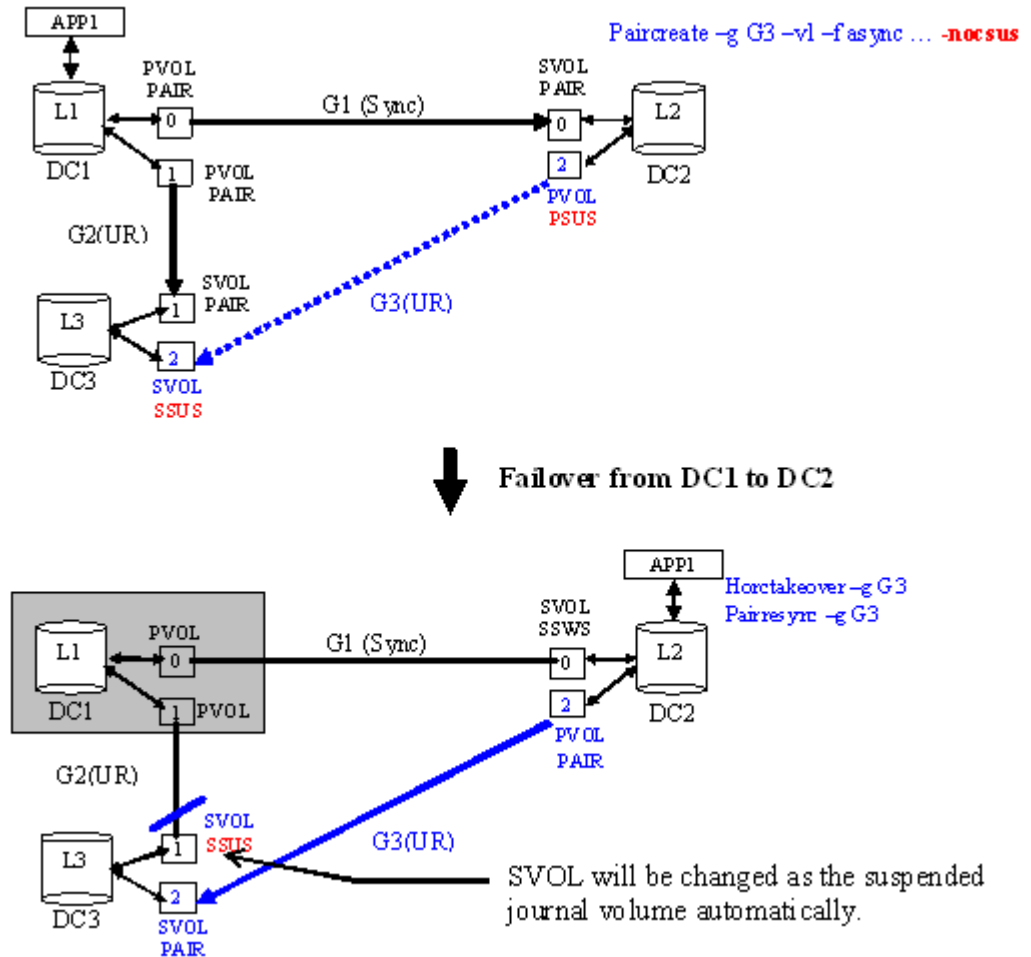 APP1
Paircreate –g G3 –vl –f async … -nocsus
PVOL
PAIR
SVOL
PAIR
L1
0
G1 (Sync)
0
L2
DC1
1
PVOL
PAIR
2
DC2
PVOL
PSUS
G2(UR)
SVOL
PAIR
G3(UR)
L3
1
2
DC3
SVOL
SSUS
Failover from DC1 to DC2
APP1
Horctakeover –g G3
Pairresync –g G3
PVOL
SVOL
SSWS
L1
0
G1 (Sync)
0
L2
DC1
1
PVOL
2
DC2
PVOL
PAIR
G2(UR)
SVOL
SSUS
G3(UR)
L3
1
2
DC3
SVOL
PAIR
SVOL will be changed as the suspended
journal volume automatically.